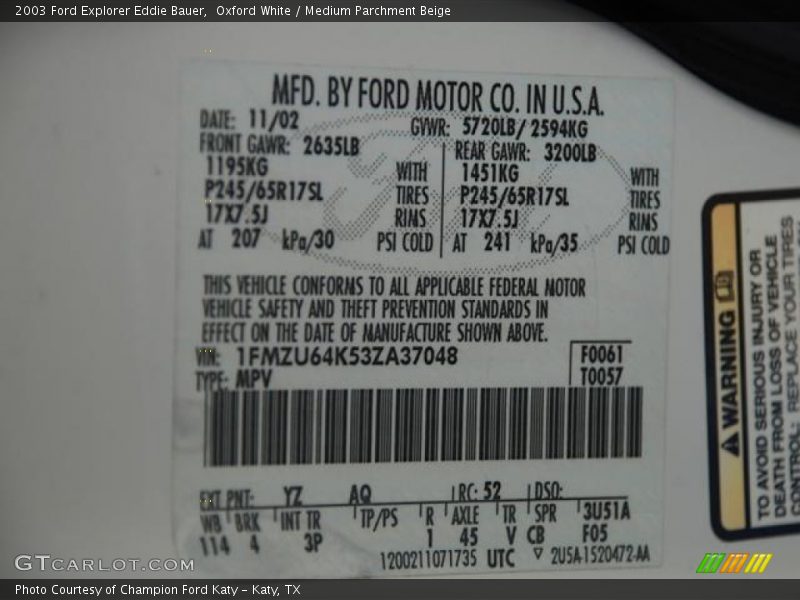 2003 Ford Explorer Eddie Bauer,  Oxford White / Medium Parchment Beige
MFD. BY FORD MOTOR CO. IN U.S.A.
DATE: 11/02 GVWR: 5720LB/ 2594KG
FRONT GAWR: 2635LB REAR GAWR: 3200LB
1195KG WITH 1451KG WITH
P245/65R17SL TIRES P245/65R17SL TIRES
17X7.5J RIMS 17X7.5J RIMS
AT 207 kPa/30 PSI COLD AT 241 kPa/35 PSI COLD
THIS VEHICLE CONFORMS TO ALL APPLICABLE FEDERAL MOTOR
VEHICLE SAFETY AND THEFT PREVENTION STANDARDS IN
EFFECT ON THE DATE OF MANUFACTURE SHOWN ABOVE.
VIN: 1FMZU64K53ZA37048 F0061
TYPE: MPV T0057
EXT PNT: YZ AQ RC: 52 DSO:
WB BRK INT TR TP/PS R AXLE TR SPR 3U51A
114 4 3P 1 45 V CB F05
1200211071735 UTC ▽ 2U5A-1520472-AA
⚠WARNING
TO AVOID SERIOUS INJURY OR
DEATH FROM LOSS OF VEHICLE
CONTROL: REPLACE YOUR TIRES
GTCARLOT.COM
Photo Courtesy of Champion Ford Katy – Katy, TX